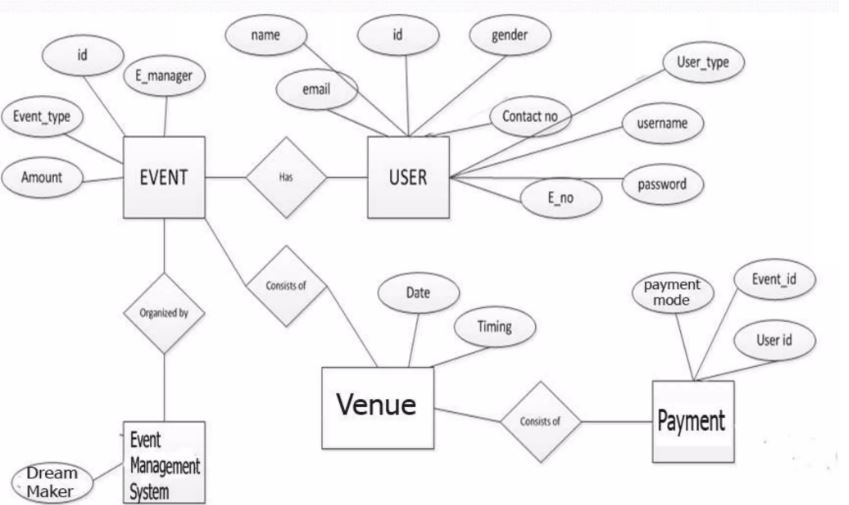 name
id
gender
id
E_manager
User_type
email
Event_type
Contact no
username
Amount
EVENT
Has
USER
E_no
password
Consists of
Date
payment
mode
Event_id
Organized by
Timing
User id
Venue
Consists of
Payment
Event
Management
System
Dream
Maker